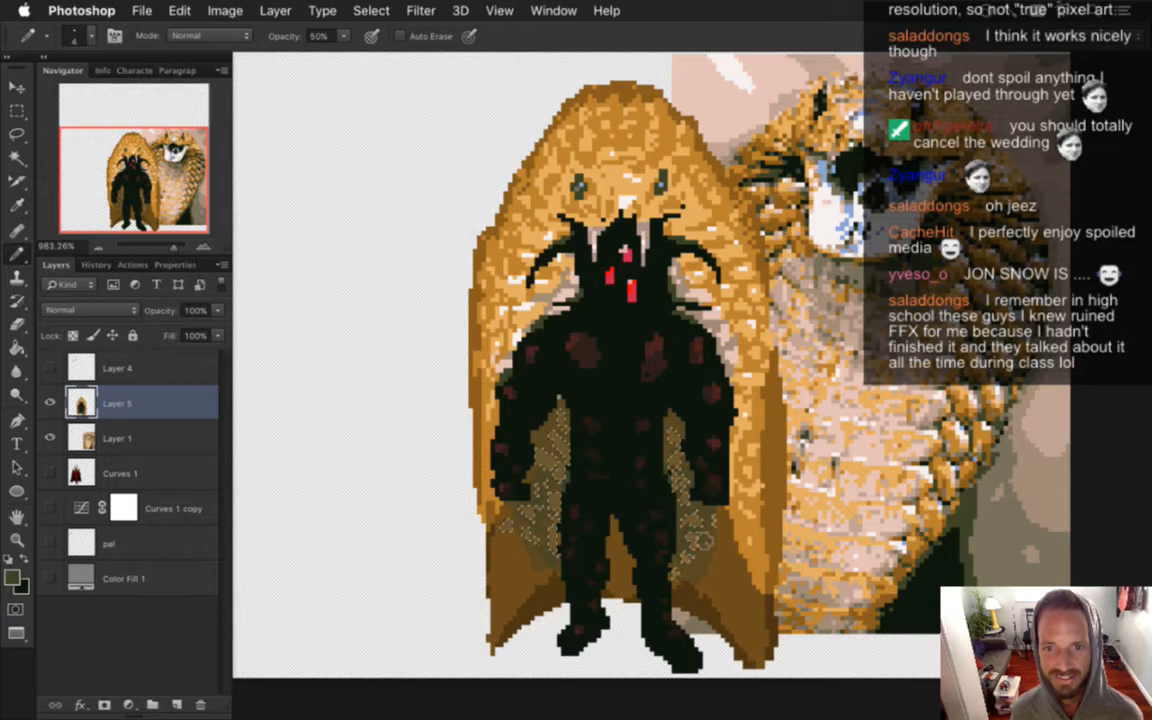 Photoshop File Edit Image Layer Type Select Filter 3D View Window Help
4 Mode: Normal Opacity: 50% Auto Erase
Navigator Info Characte Paragrap
983.26%
Layers History Actions Properties
Kind
Normal Opacity: 100%
Lock: Fill: 100%
Layer 4
Layer 5
Layer 1
Curves 1
Curves 1 copy
pal
Color Fill 1
resolution, so not "true" pixel art
saladdongs I think it works nicely
though
Zyangur dont spoil anything I
haven't played through yet
you should totally
cancel the wedding
Zyangur
saladdongs oh jeez
CacheHit I perfectly enjoy spoiled
media
yveso_o JON SNOW IS ....
saladdongs I remember in high
school these guys I knew ruined
FFX for me because I hadn't
finished it and they talked about it
all the time during class lol